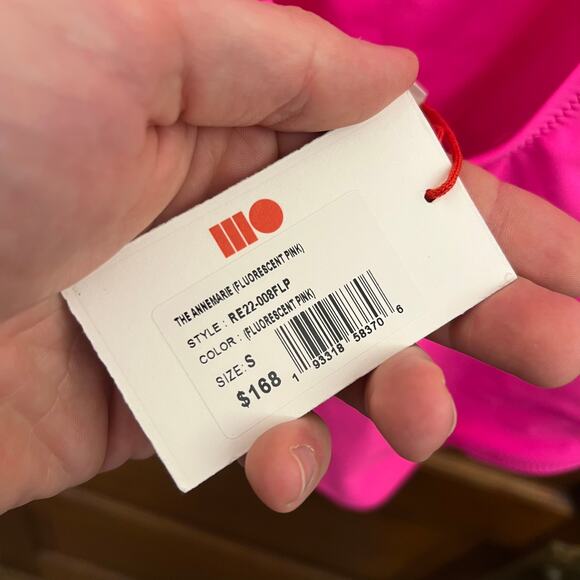 THE ANNEMARIE (FLUORESCENT PINK)
STYLE : RE22-008FLP
COLOR : (FLUORESCENT PINK)
SIZE: S
$168
1 93318 58370 6